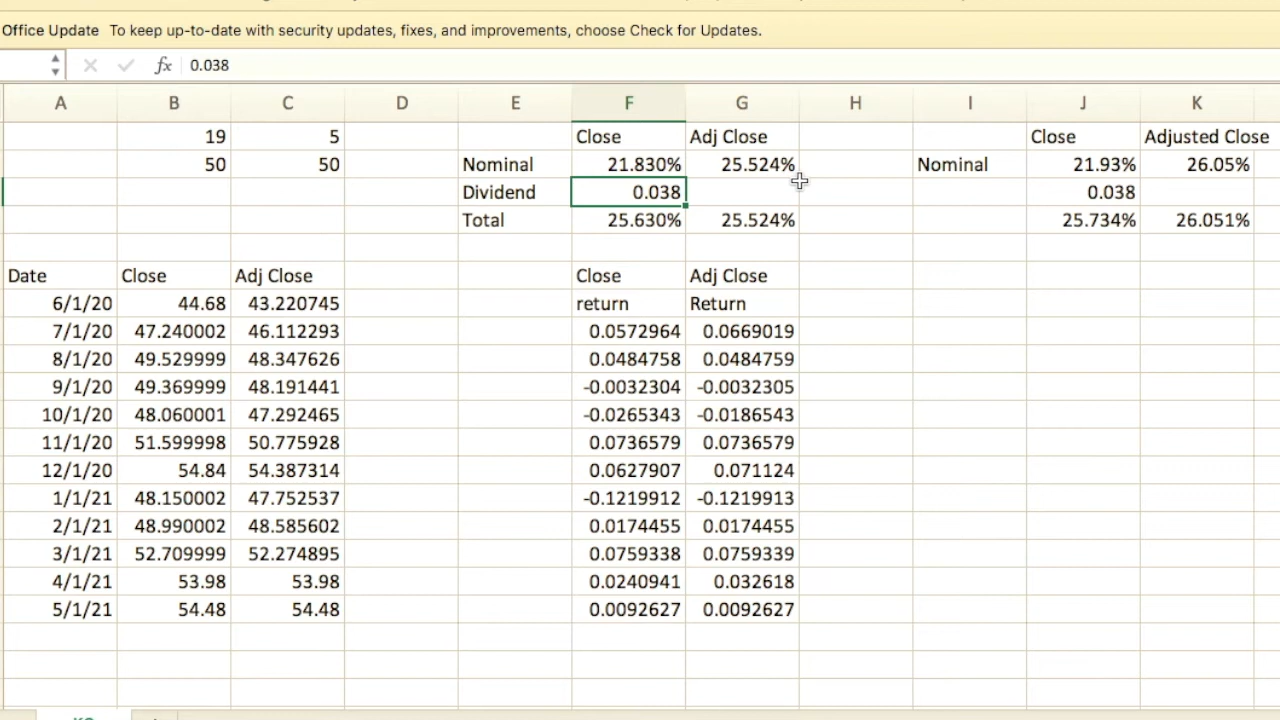 Office Update To keep up-to-date with security updates, fixes, and improvements, choose Check for Updates.
fx 0.038
A B C D E F G H I J K
19 5 Close Adj Close Close Adjusted Close
50 50 Nominal 21.830% 25.524% Nominal 21.93% 26.05%
Dividend 0.038 0.038
Total 25.630% 25.524% 25.734% 26.051%
Date Close Adj Close Close Adj Close
6/1/20 44.68 43.220745 return Return
7/1/20 47.240002 46.112293 0.0572964 0.0669019
8/1/20 49.529999 48.347626 0.0484758 0.0484759
9/1/20 49.369999 48.191441 -0.0032304 -0.0032305
10/1/20 48.060001 47.292465 -0.0265343 -0.0186543
11/1/20 51.599998 50.775928 0.0736579 0.0736579
12/1/20 54.84 54.387314 0.0627907 0.071124
1/1/21 48.150002 47.752537 -0.1219912 -0.1219913
2/1/21 48.990002 48.585602 0.0174455 0.0174455
3/1/21 52.709999 52.274895 0.0759338 0.0759339
4/1/21 53.98 53.98 0.0240941 0.032618
5/1/21 54.48 54.48 0.0092627 0.0092627